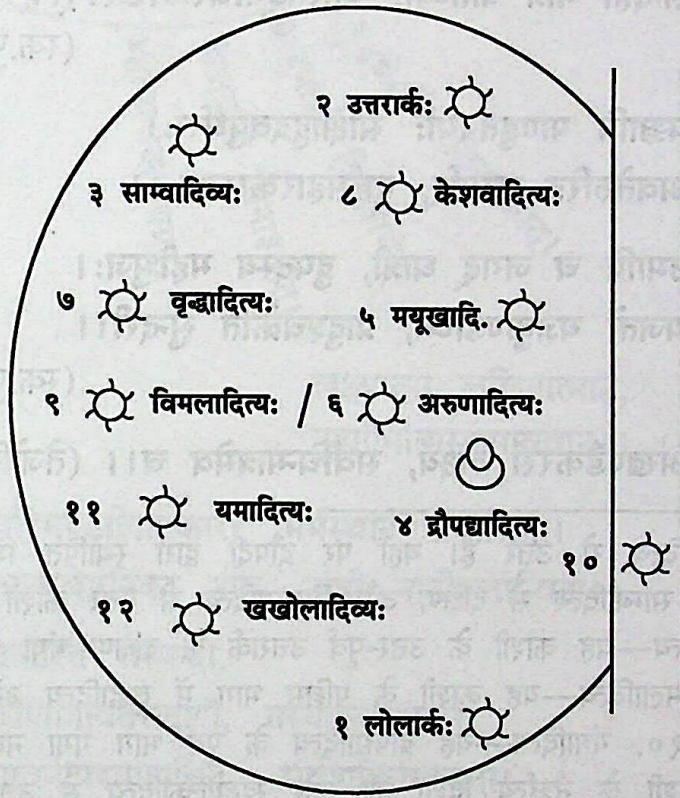 २ उत्तरार्कः
३ साम्वादिव्यः
८ केशवादित्यः
७ वृद्धादित्यः
५ मयूखादि.
९ विमलादित्यः / ६ अरुणादित्यः
११ यमादित्यः
४ द्रौपद्यादित्यः
१०
१२ खखोलादिव्यः
१ लोलार्कः